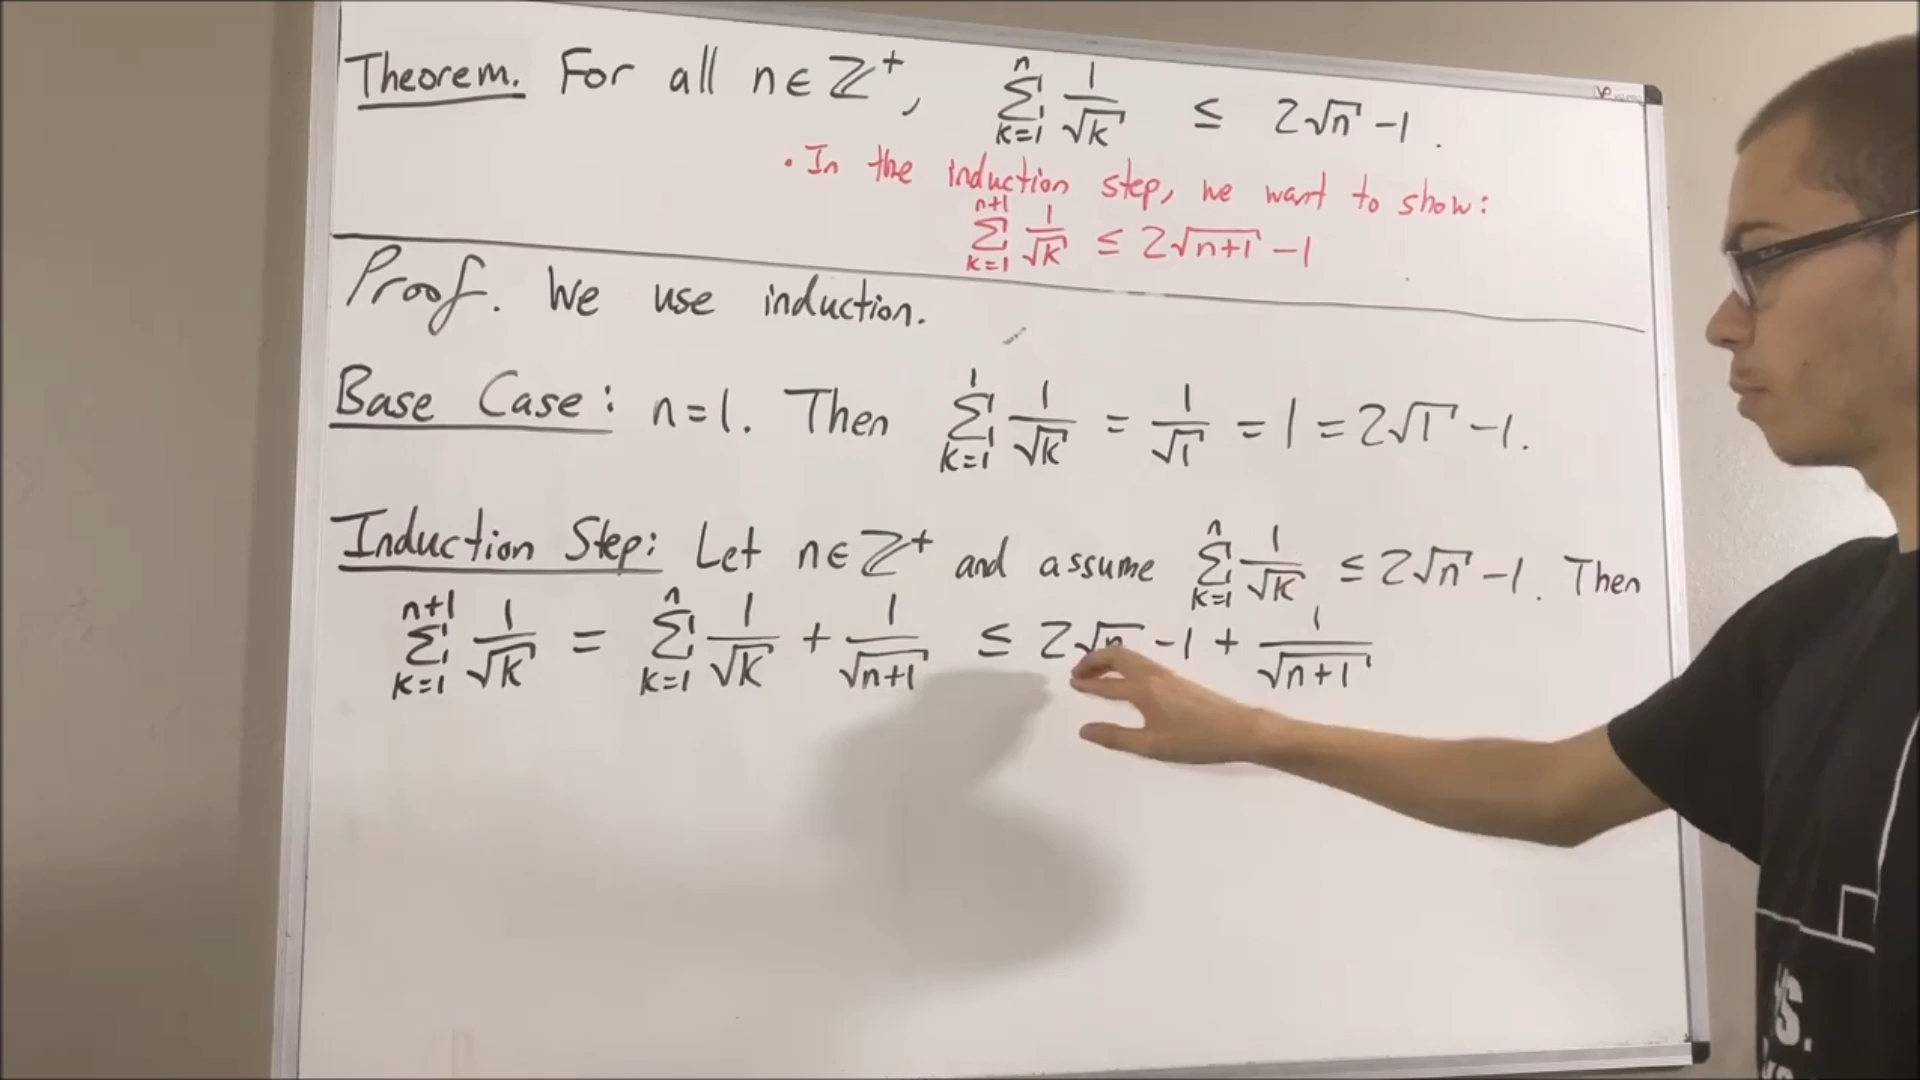 Theorem. For all n ∈ ℤ⁺, ∑_{k=1}^{n} 1/√k ≤ 2√n - 1.
• In the induction step, we want to show:
∑_{k=1}^{n+1} 1/√k ≤ 2√(n+1) - 1
Proof. We use induction.
Base Case: n=1. Then ∑_{k=1}^{1} 1/√k = 1/√1 = 1 = 2√1 - 1.
Induction Step: Let n ∈ ℤ⁺ and assume ∑_{k=1}^{n} 1/√k ≤ 2√n - 1. Then
∑_{k=1}^{n+1} 1/√k = ∑_{k=1}^{n} 1/√k + 1/√(n+1) ≤ 2√n - 1 + 1/√(n+1)